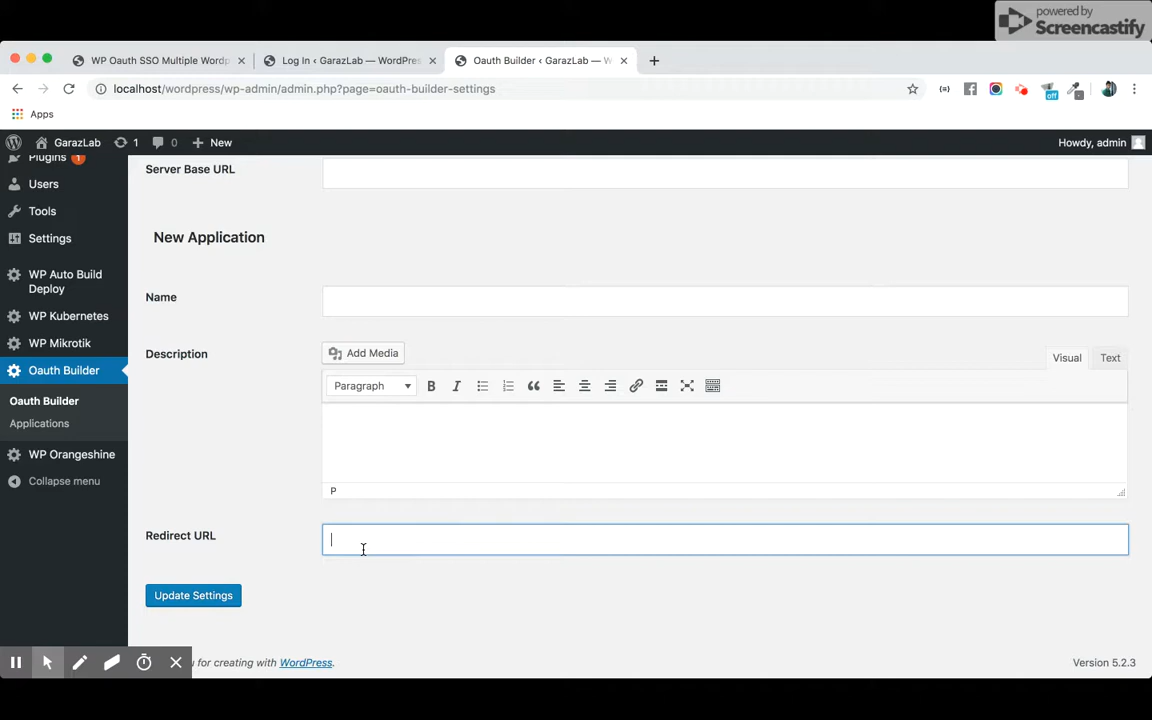 powered by
Screencastify
WP Oauth SSO Multiple Wordp
Log In ‹ GarazLab — WordPres
Oauth Builder ‹ GarazLab — W
localhost/wordpress/wp-admin/admin.php?page=oauth-builder-settings
off
Apps
GarazLab
1
0
New
Howdy, admin
Plugins 1
Users
Tools
Settings
WP Auto Build
Deploy
WP Kubernetes
WP Mikrotik
Oauth Builder
Oauth Builder
Applications
WP Orangeshine
Collapse menu
Server Base URL
New Application
Name
Description
Add Media
Visual
Text
Paragraph
P
Redirect URL
Update Settings
u for creating with WordPress.
Version 5.2.3